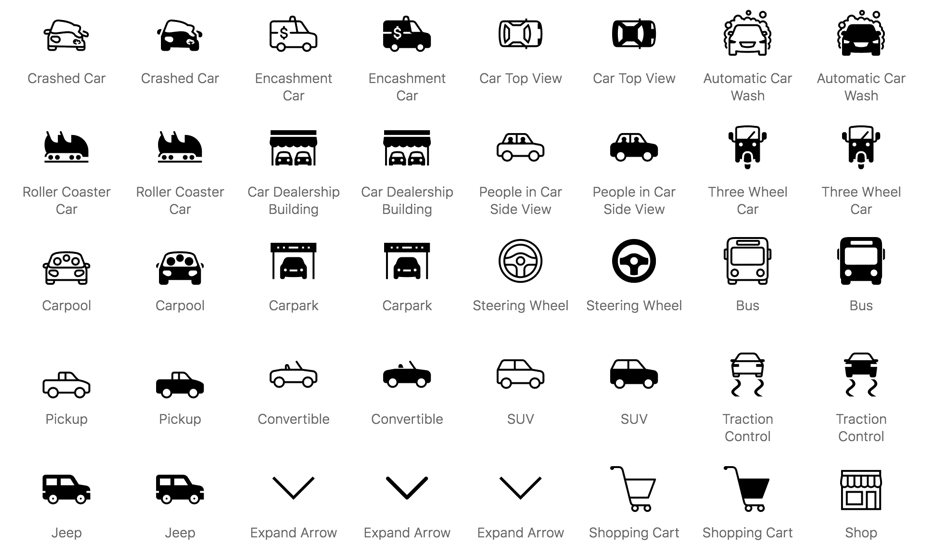 Crashed Car
Crashed Car
Encashment
Car
Encashment
Car
Car Top View
Car Top View
Automatic Car
Wash
Automatic Car
Wash
$
$
Roller Coaster
Car
Roller Coaster
Car
Car Dealership
Building
Car Dealership
Building
People in Car
Side View
People in Car
Side View
Three Wheel
Car
Three Wheel
Car
Carpool
Carpool
Carpark
Carpark
Steering Wheel
Steering Wheel
Bus
Bus
Pickup
Pickup
Convertible
Convertible
SUV
SUV
Traction
Control
Traction
Control
Jeep
Jeep
Expand Arrow
Expand Arrow
Expand Arrow
Shopping Cart
Shopping Cart
Shop